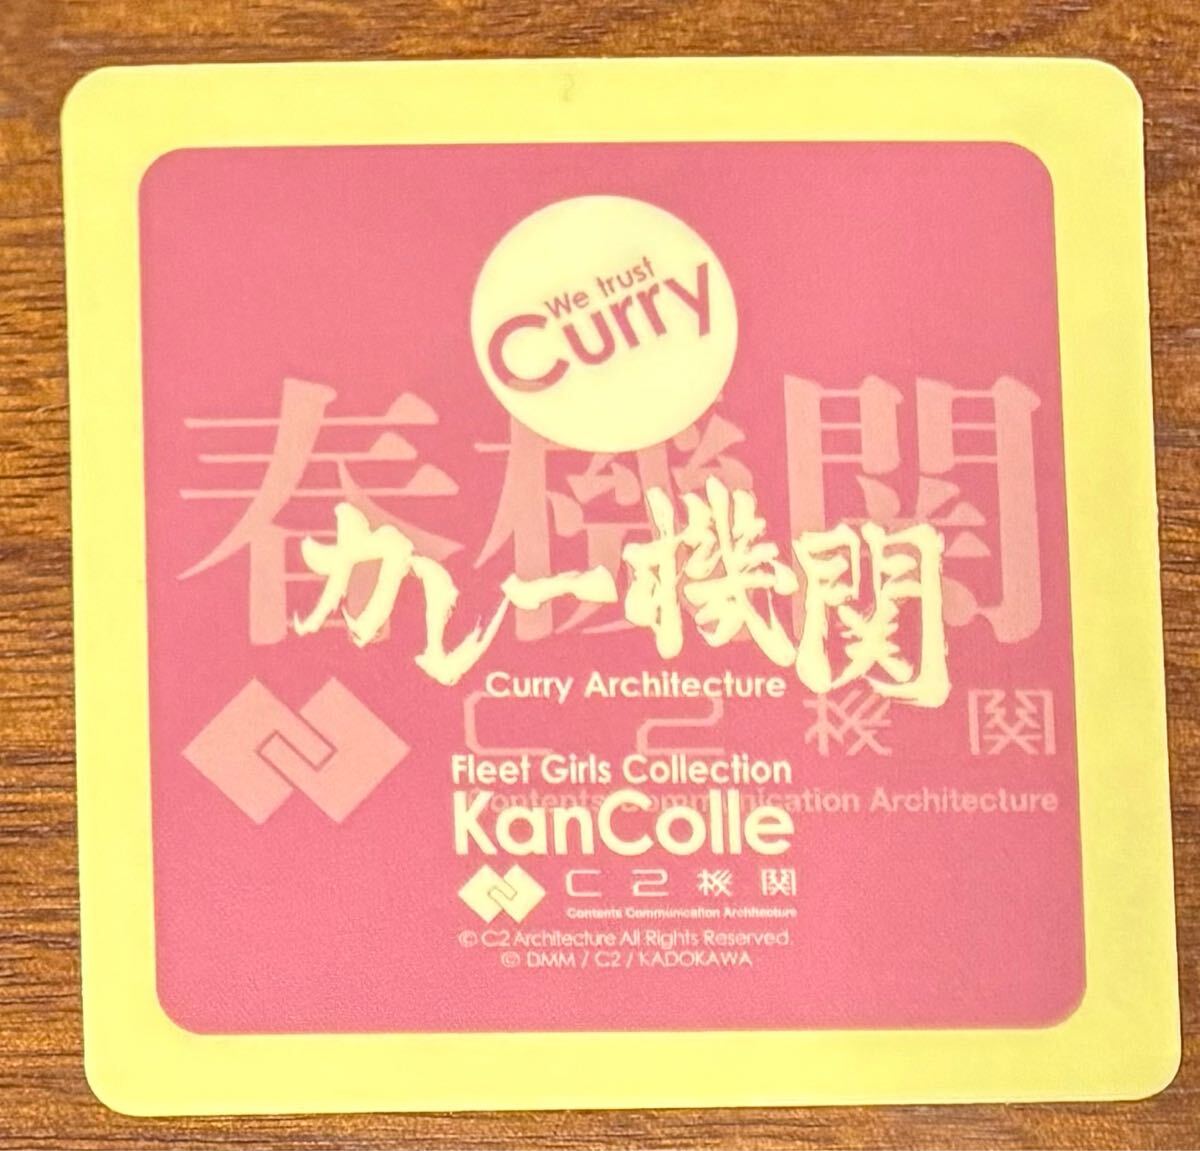 We trust
Curry
春機関
カレー機関
Curry Architecture
C2機関
Fleet Girls Collection
Contents Communication Architecture
KanColle
C2機関
Contents Communication Architecture
© C2 Architecture All Rights Reserved.
© DMM / C2 / KADOKAWA